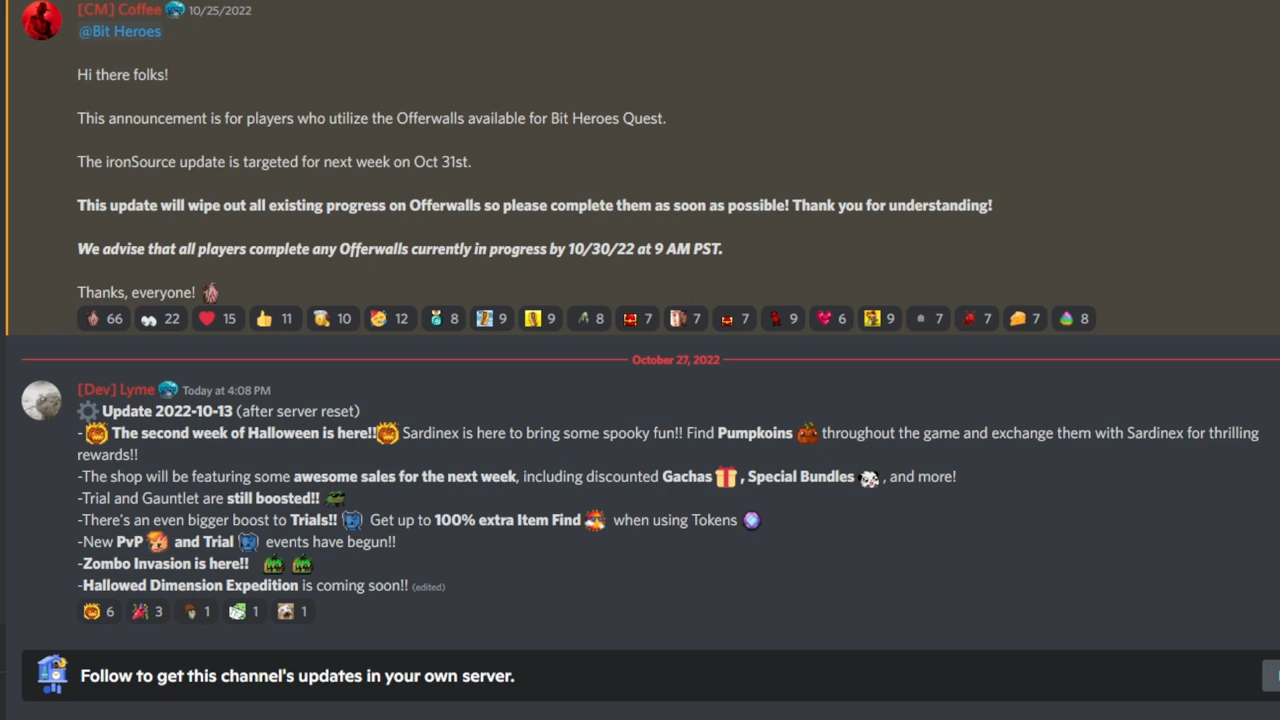 [CM] Coffee 10/25/2022
@Bit Heroes
Hi there folks!
This announcement is for players who utilize the Offerwalls available for Bit Heroes Quest.
The ironSource update is targeted for next week on Oct 31st.
This update will wipe out all existing progress on Offerwalls so please complete them as soon as possible! Thank you for understanding!
We advise that all players complete any Offerwalls currently in progress by 10/30/22 at 9 AM PST.
Thanks, everyone!
66 22 15 11 10 12 8 9 9 8 7 7 7 9 6 9 7 7 7 8
October 27, 2022
[Dev] Lyme Today at 4:08 PM
Update 2022-10-13 (after server reset)
- The second week of Halloween is here!! Sardinex is here to bring some spooky fun!! Find Pumpkoins throughout the game and exchange them with Sardinex for thrilling
rewards!!
-The shop will be featuring some awesome sales for the next week, including discounted Gachas , Special Bundles , and more!
-Trial and Gauntlet are still boosted!!
-There's an even bigger boost to Trials!! Get up to 100% extra Item Find when using Tokens
-New PvP and Trial events have begun!!
-Zombo Invasion is here!!
-Hallowed Dimension Expedition is coming soon!! (edited)
6 3 1 1 1
Follow to get this channel's updates in your own server.